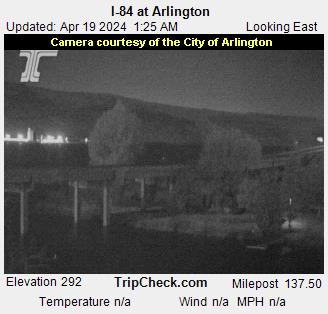 I-84 at Arlington
Updated: Apr 19 2024 1:25 AM Looking East
Camera courtesy of the City of Arlington
Elevation 292 TripCheck.com Milepost 137.50
Temperature n/a Wind n/a MPH n/a